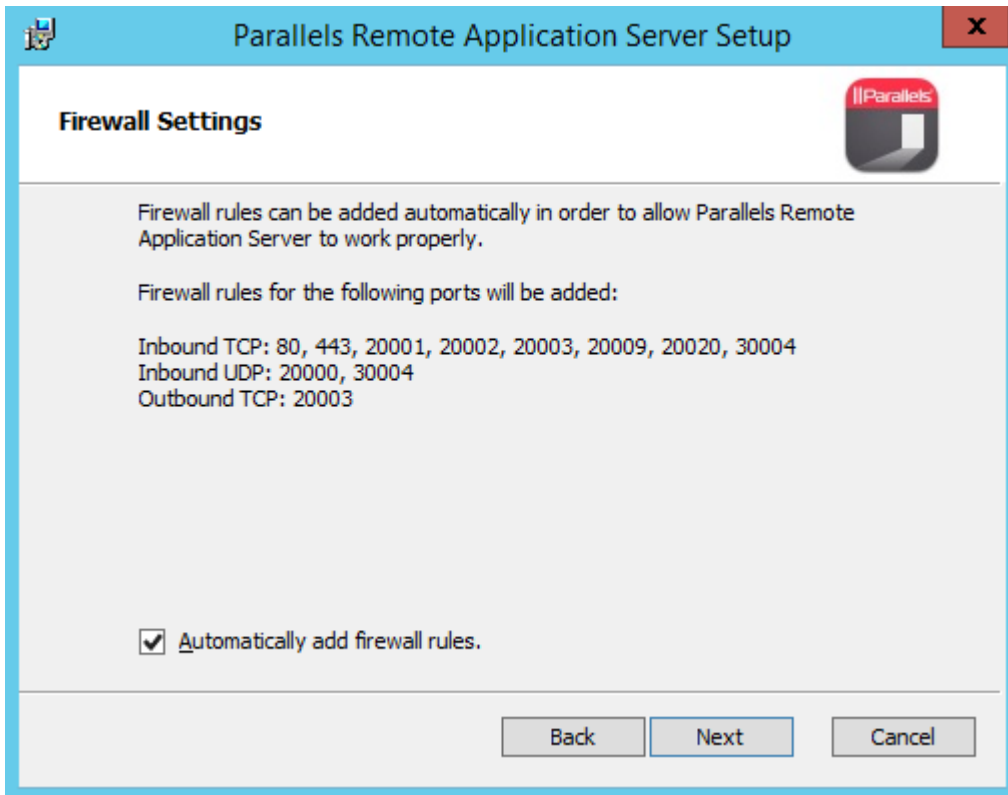 Parallels Remote Application Server Setup
x
Firewall Settings
||Parallels®
Firewall rules can be added automatically in order to allow Parallels Remote
Application Server to work properly.
Firewall rules for the following ports will be added:
Inbound TCP: 80, 443, 20001, 20002, 20003, 20009, 20020, 30004
Inbound UDP: 20000, 30004
Outbound TCP: 20003
Automatically add firewall rules.
Back Next Cancel